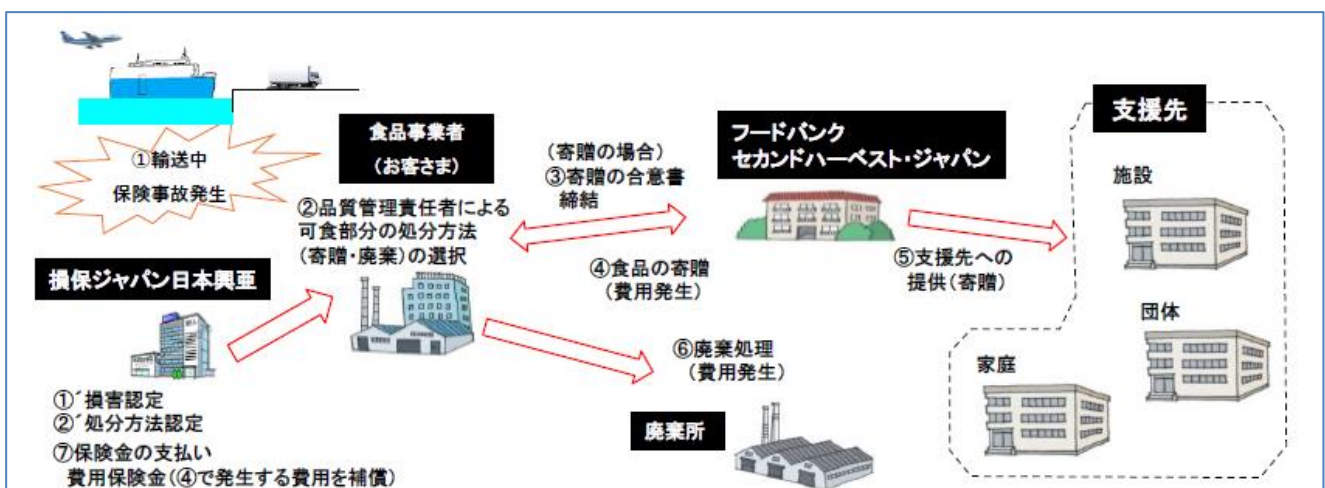 ①輸送中
保険事故発生
損保ジャパン日本興亜
①´損害認定
②´処分方法認定
⑦保険金の支払い
費用保険金(④で発生する費用を補償)
食品事業者
(お客さま)
②品質管理責任者による
可食部分の処分方法
(寄贈・廃棄)の選択
(寄贈の場合)
③寄贈の合意書
締結
④食品の寄贈
(費用発生)
フードバンク
セカンドハーベスト・ジャパン
⑤支援先への
提供(寄贈)
⑥廃棄処理
(費用発生)
廃棄所
支援先
施設
団体
家庭